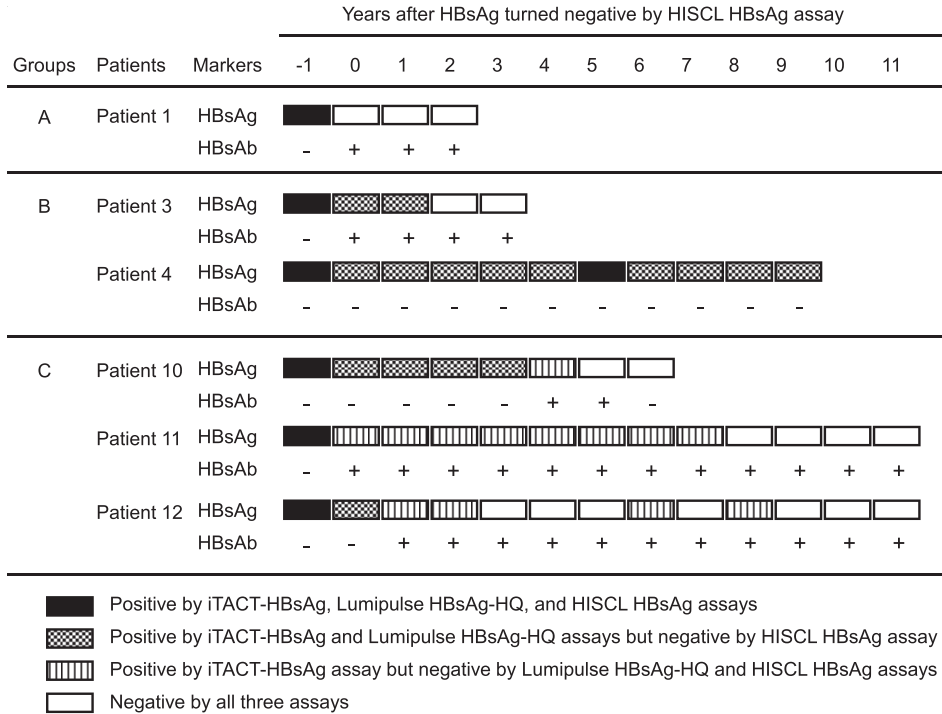 Years after HBsAg turned negative by HISCL HBsAg assay
Groups Patients Markers -1 0 1 2 3 4 5 6 7 8 9 10 11
A Patient 1 HBsAg
HBsAb - + + +
B Patient 3 HBsAg
HBsAb - + + + +
Patient 4 HBsAg
HBsAb - - - - - - - - - - -
C Patient 10 HBsAg
HBsAb - - - - - + + -
Patient 11 HBsAg
HBsAb - + + + + + + + + + + + +
Patient 12 HBsAg
HBsAb - - + + + + + + + + + + +
Positive by iTACT-HBsAg, Lumipulse HBsAg-HQ, and HISCL HBsAg assays
Positive by iTACT-HBsAg and Lumipulse HBsAg-HQ assays but negative by HISCL HBsAg assay
Positive by iTACT-HBsAg assay but negative by Lumipulse HBsAg-HQ and HISCL HBsAg assays
Negative by all three assays